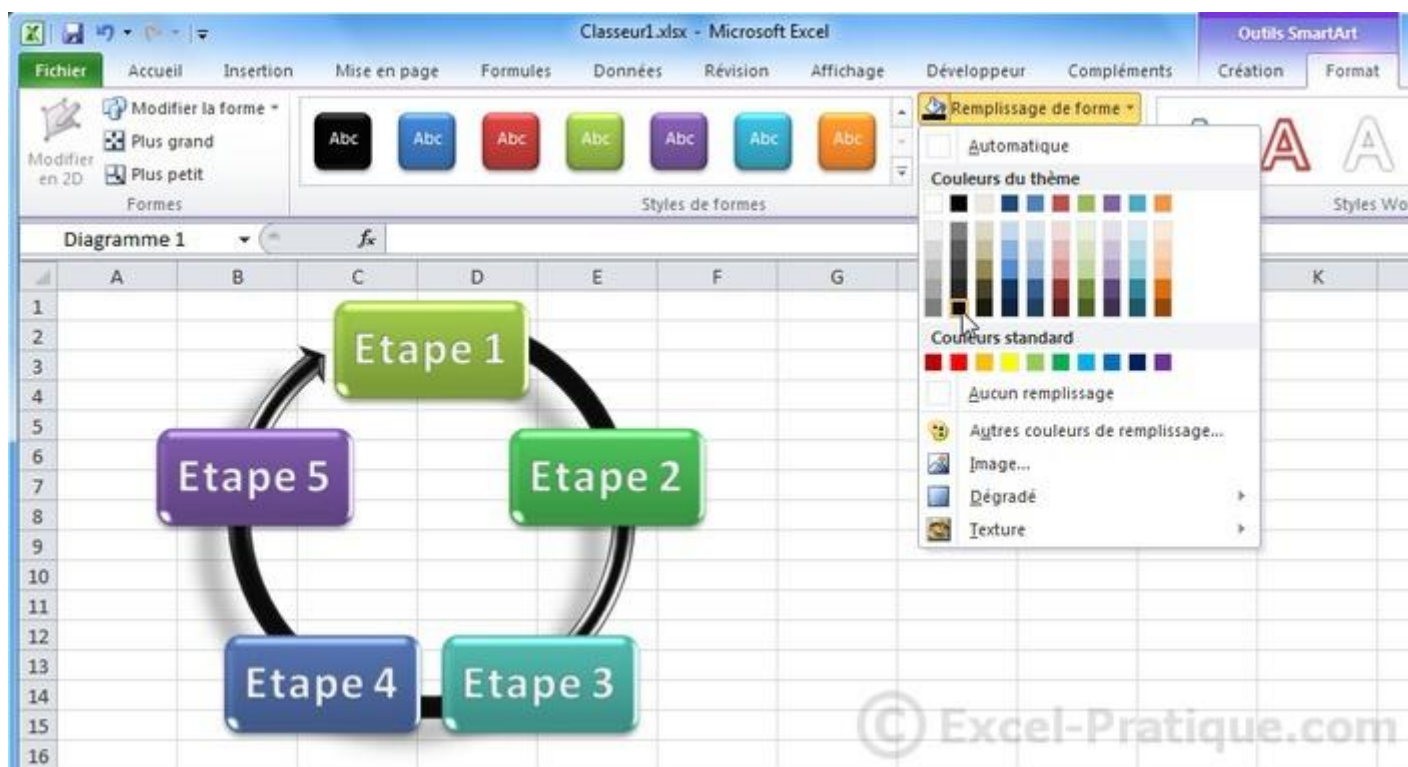 Classeur1.xlsx - Microsoft Excel
Outils SmartArt
Fichier Accueil Insertion Mise en page Formules Données Révision Affichage Développeur Compléments Création Format
Modifier en 2D
Modifier la forme
Plus grand
Plus petit
Formes
Abc Abc Abc Abc Abc Abc Abc
Styles de formes
Remplissage de forme
A A
Styles Wo
Automatique
Couleurs du thème
Couleurs standard
Aucun remplissage
Autres couleurs de remplissage...
Image...
Dégradé
Texture
Diagramme 1 fx
A B C D E F G K
1
2
3
4
5
6
7
8
9
10
11
12
13
14
15
16
Etape 1
Etape 2
Etape 3
Etape 4
Etape 5
© Excel-Pratique.com